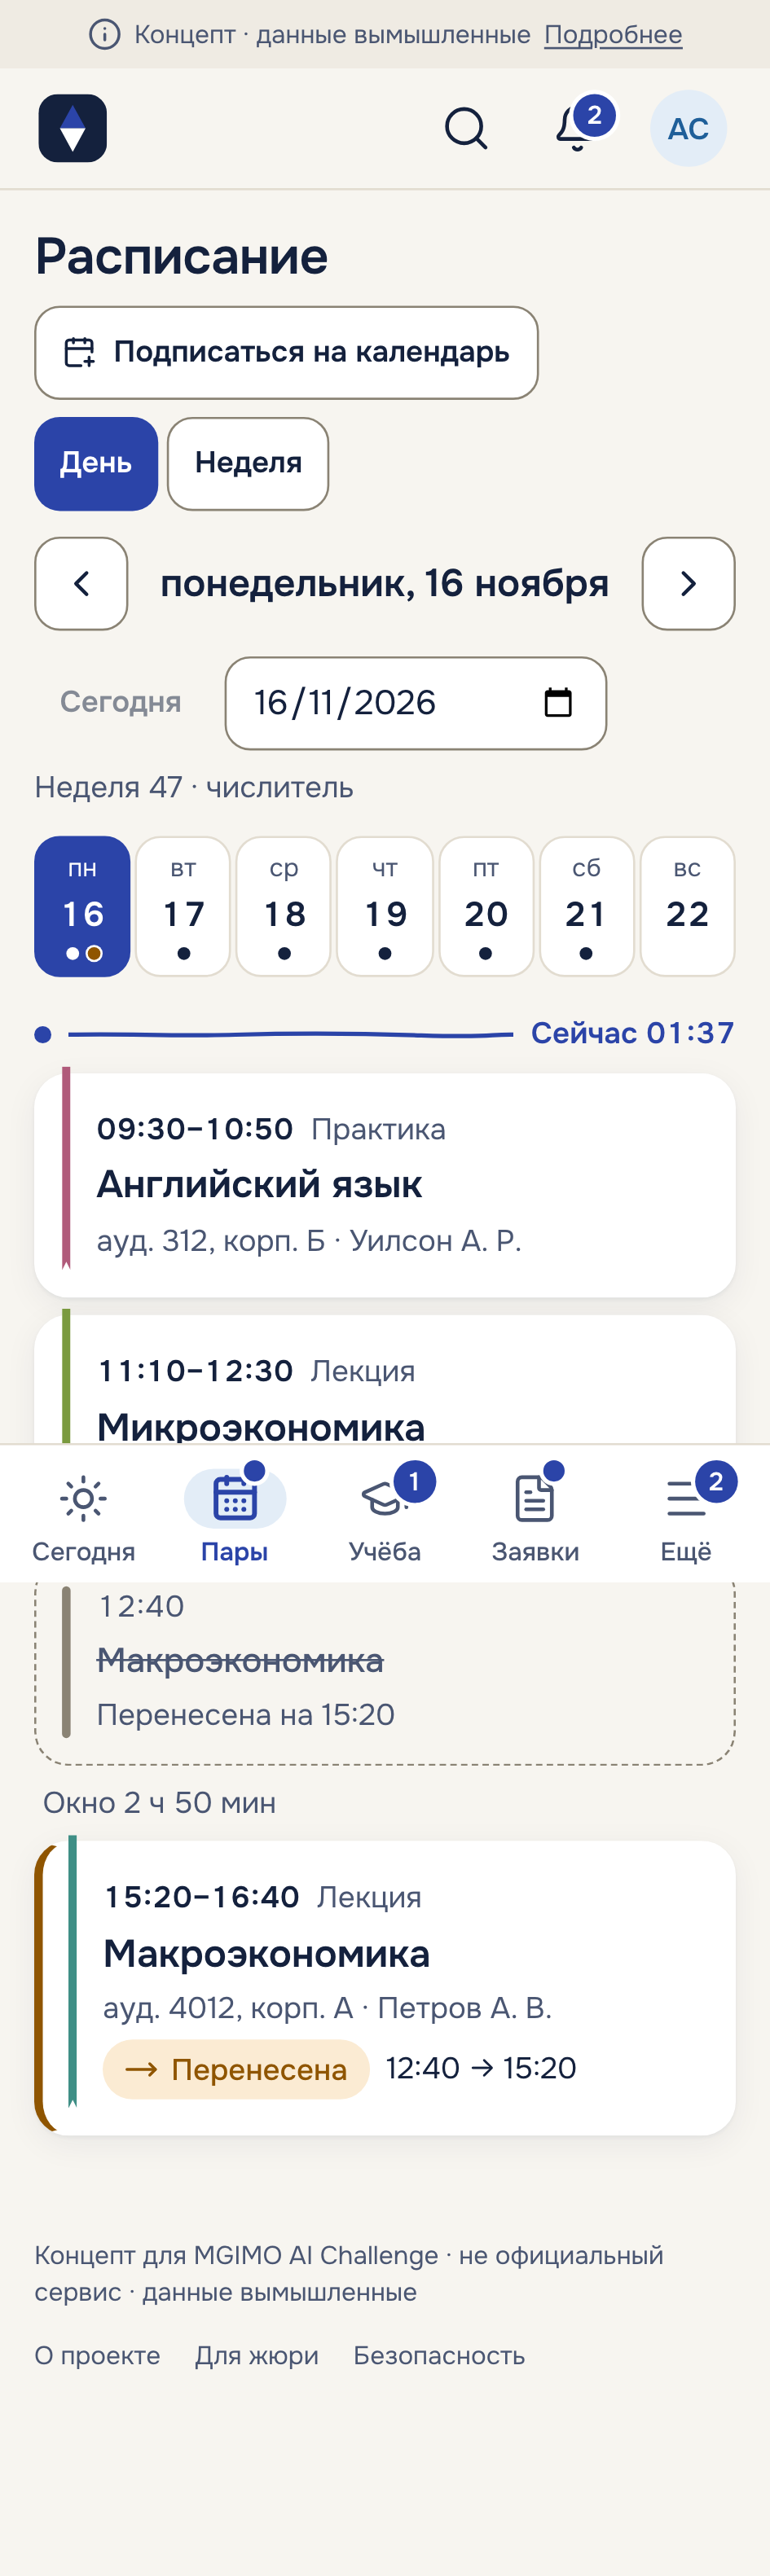 Концепт · данные вымышленные Подробнее
2
АС
Расписание
Подписаться на календарь
День Неделя
понедельник, 16 ноября
Сегодня 16/11/2026
Неделя 47 · числитель
пн вт ср чт пт сб вс
16 17 18 19 20 21 22
Сейчас 01:37
09:30–10:50 Практика
Английский язык
ауд. 312, корп. Б · Уилсон А. Р.
11:10–12:30 Лекция
Микроэкономика
1 2
Сегодня Пары Учёба Заявки Ещё
12:40
Макроэкономика
Перенесена на 15:20
Окно 2 ч 50 мин
15:20–16:40 Лекция
Макроэкономика
ауд. 4012, корп. А · Петров А. В.
→ Перенесена 12:40 → 15:20
Концепт для MGIMO AI Challenge · не официальный
сервис · данные вымышленные
О проекте Для жюри Безопасность